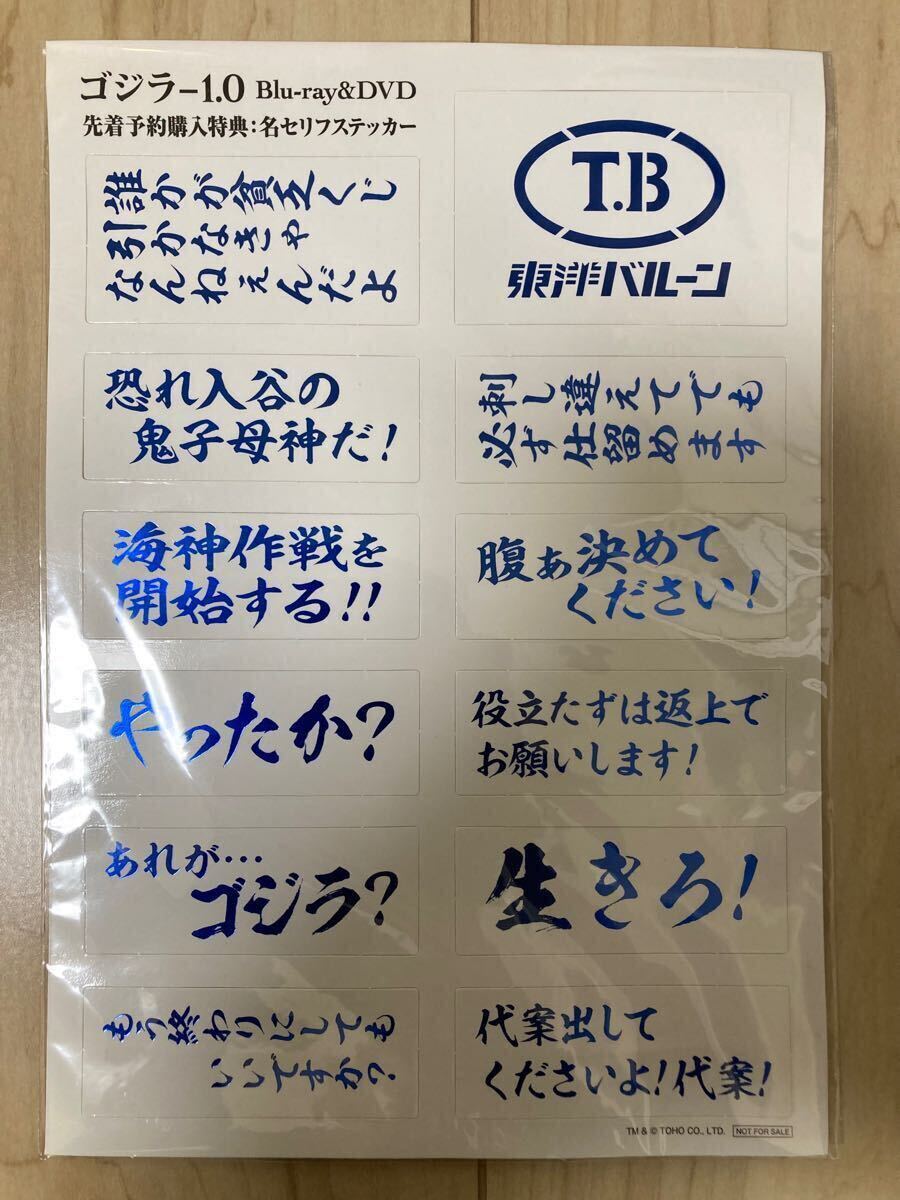 ゴジラ-1.0 Blu-ray&DVD
先着予約購入特典:名セリフステッカー
誰かが貧乏くじ
引かなきゃ
なんねぇんだよ
T.B
東洋バルーン
恐れ入谷の
鬼子母神だ!
刺し違えてでも
必ず仕留めます
海神作戦を
開始する!!
腹ぁ決めて
ください!
やったか?
役立たずは返上で
お願いします!
あれが…
ゴジラ?
生きろ!
もう終わりにしても
いいですか?
代案出して
くださいよ!代案!
TM & © TOHO CO., LTD. NOT FOR SALE